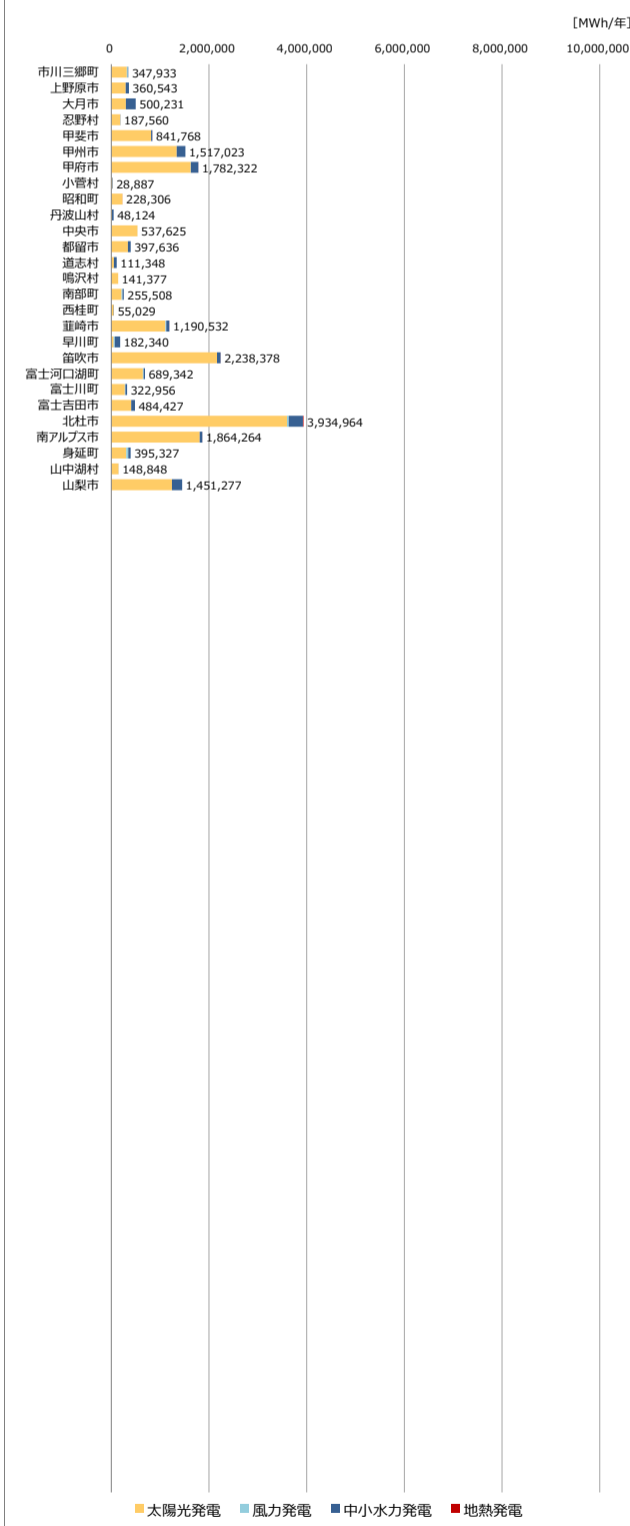 [MWh/年]
0 2,000,000 4,000,000 6,000,000 8,000,000 10,000,000
市川三郷町 347,933
上野原市 360,543
大月市 500,231
忍野村 187,560
甲斐市 841,768
甲州市 1,517,023
甲府市 1,782,322
小菅村 28,887
昭和町 228,306
丹波山村 48,124
中央市 537,625
都留市 397,636
道志村 111,348
鳴沢村 141,377
南部町 255,508
西桂町 55,029
韮崎市 1,190,532
早川町 182,340
笛吹市 2,238,378
富士河口湖町 689,342
富士川町 322,956
富士吉田市 484,427
北杜市 3,934,964
南アルプス市 1,864,264
身延町 395,327
山中湖村 148,848
山梨市 1,451,277
太陽光発電 風力発電 中小水力発電 地熱発電